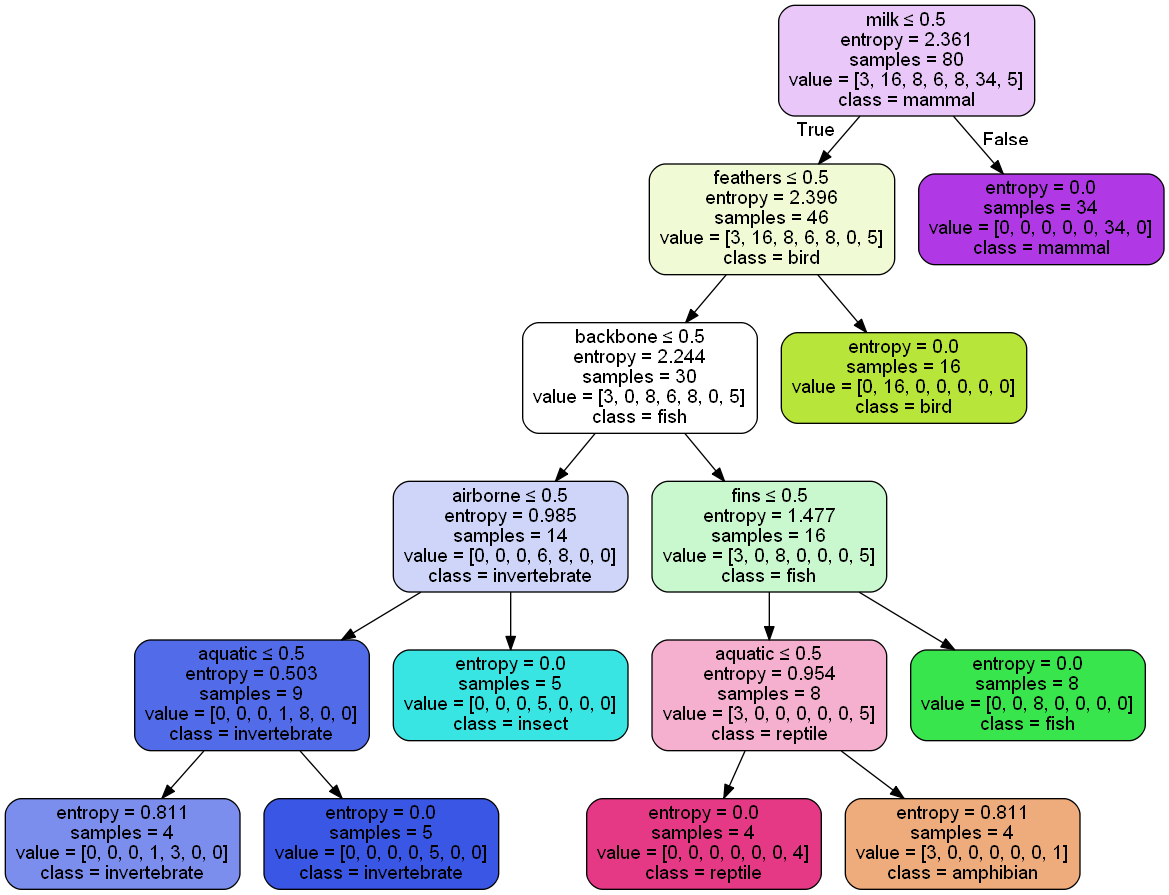 milk ≤ 0.5
entropy = 2.361
samples = 80
value = [3, 16, 8, 6, 8, 34, 5]
class = mammal
True
False
feathers ≤ 0.5
entropy = 2.396
samples = 46
value = [3, 16, 8, 6, 8, 0, 5]
class = bird
entropy = 0.0
samples = 34
value = [0, 0, 0, 0, 0, 34, 0]
class = mammal
backbone ≤ 0.5
entropy = 2.244
samples = 30
value = [3, 0, 8, 6, 8, 0, 5]
class = fish
entropy = 0.0
samples = 16
value = [0, 16, 0, 0, 0, 0, 0]
class = bird
airborne ≤ 0.5
entropy = 0.985
samples = 14
value = [0, 0, 0, 6, 8, 0, 0]
class = invertebrate
fins ≤ 0.5
entropy = 1.477
samples = 16
value = [3, 0, 8, 0, 0, 0, 5]
class = fish
aquatic ≤ 0.5
entropy = 0.503
samples = 9
value = [0, 0, 0, 1, 8, 0, 0]
class = invertebrate
entropy = 0.0
samples = 5
value = [0, 0, 0, 5, 0, 0, 0]
class = insect
aquatic ≤ 0.5
entropy = 0.954
samples = 8
value = [3, 0, 0, 0, 0, 0, 5]
class = reptile
entropy = 0.0
samples = 8
value = [0, 0, 8, 0, 0, 0, 0]
class = fish
entropy = 0.811
samples = 4
value = [0, 0, 0, 1, 3, 0, 0]
class = invertebrate
entropy = 0.0
samples = 5
value = [0, 0, 0, 0, 5, 0, 0]
class = invertebrate
entropy = 0.0
samples = 4
value = [0, 0, 0, 0, 0, 0, 4]
class = reptile
entropy = 0.811
samples = 4
value = [3, 0, 0, 0, 0, 0, 1]
class = amphibian